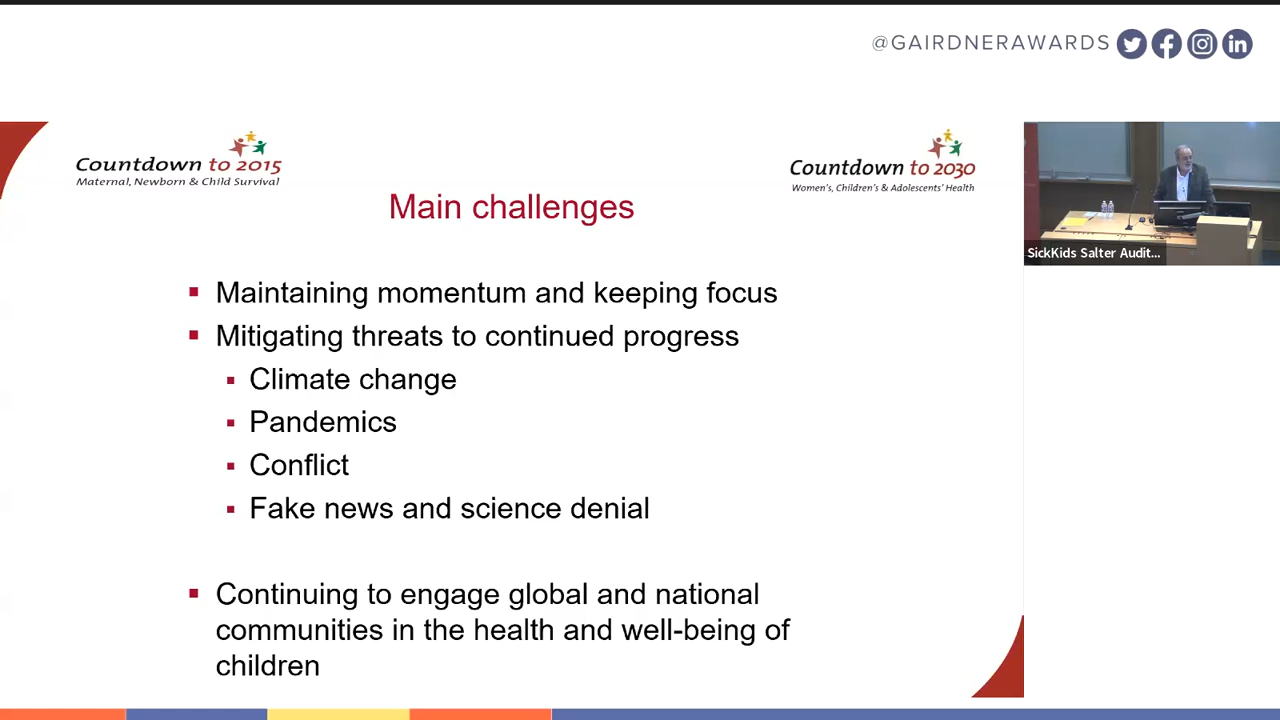 @GAIRDNERAWARDS
Countdown to 2015
Maternal, Newborn & Child Survival
Countdown to 2030
Women's, Children's & Adolescents' Health
Main challenges
Maintaining momentum and keeping focus
Mitigating threats to continued progress
Climate change
Pandemics
Conflict
Fake news and science denial
Continuing to engage global and national
communities in the health and well-being of
children
SickKids Salter Audit...